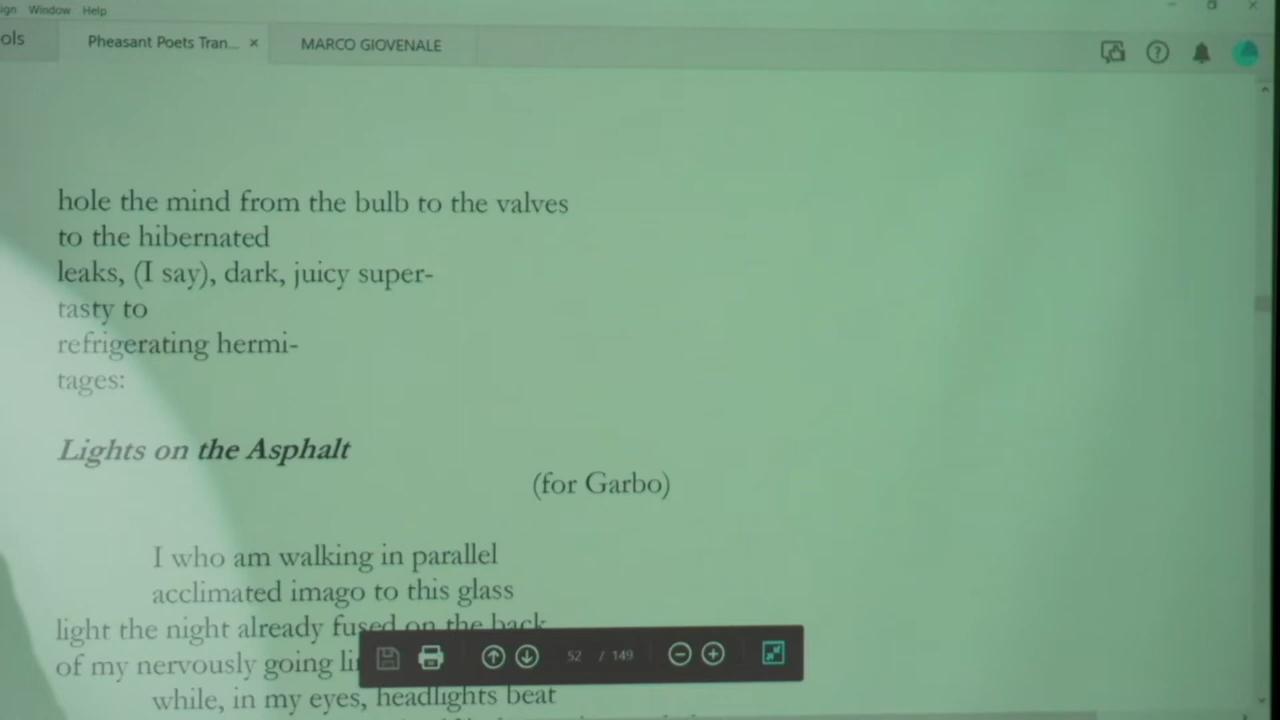 ign Window Help
ols
Pheasant Poets Tran... ×
MARCO GIOVENALE
hole the mind from the bulb to the valves
to the hibernated
leaks, (I say), dark, juicy super-
tasty to
refrigerating hermi-
tages:
Lights on the Asphalt
(for Garbo)
I who am walking in parallel
acclimated imago to this glass
light the night already fused on the back
of my nervously going li
while, in my eyes, headlights beat
52 / 149